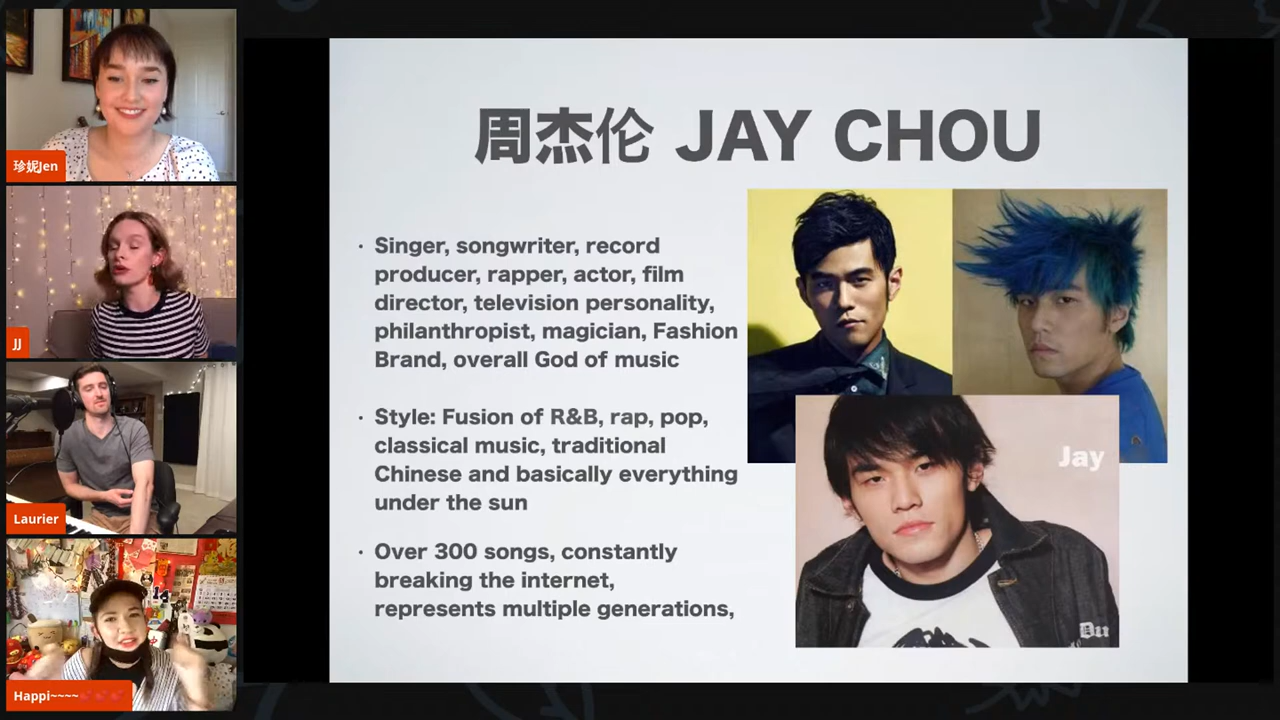 珍妮Jen
JJ
Laurier
Happi~~~~
周杰伦 JAY CHOU
· Singer, songwriter, record
producer, rapper, actor, film
director, television personality,
philanthropist, magician, Fashion
Brand, overall God of music
· Style: Fusion of R&B, rap, pop,
classical music, traditional
Chinese and basically everything
under the sun
· Over 300 songs, constantly
breaking the internet,
represents multiple generations,
Jay